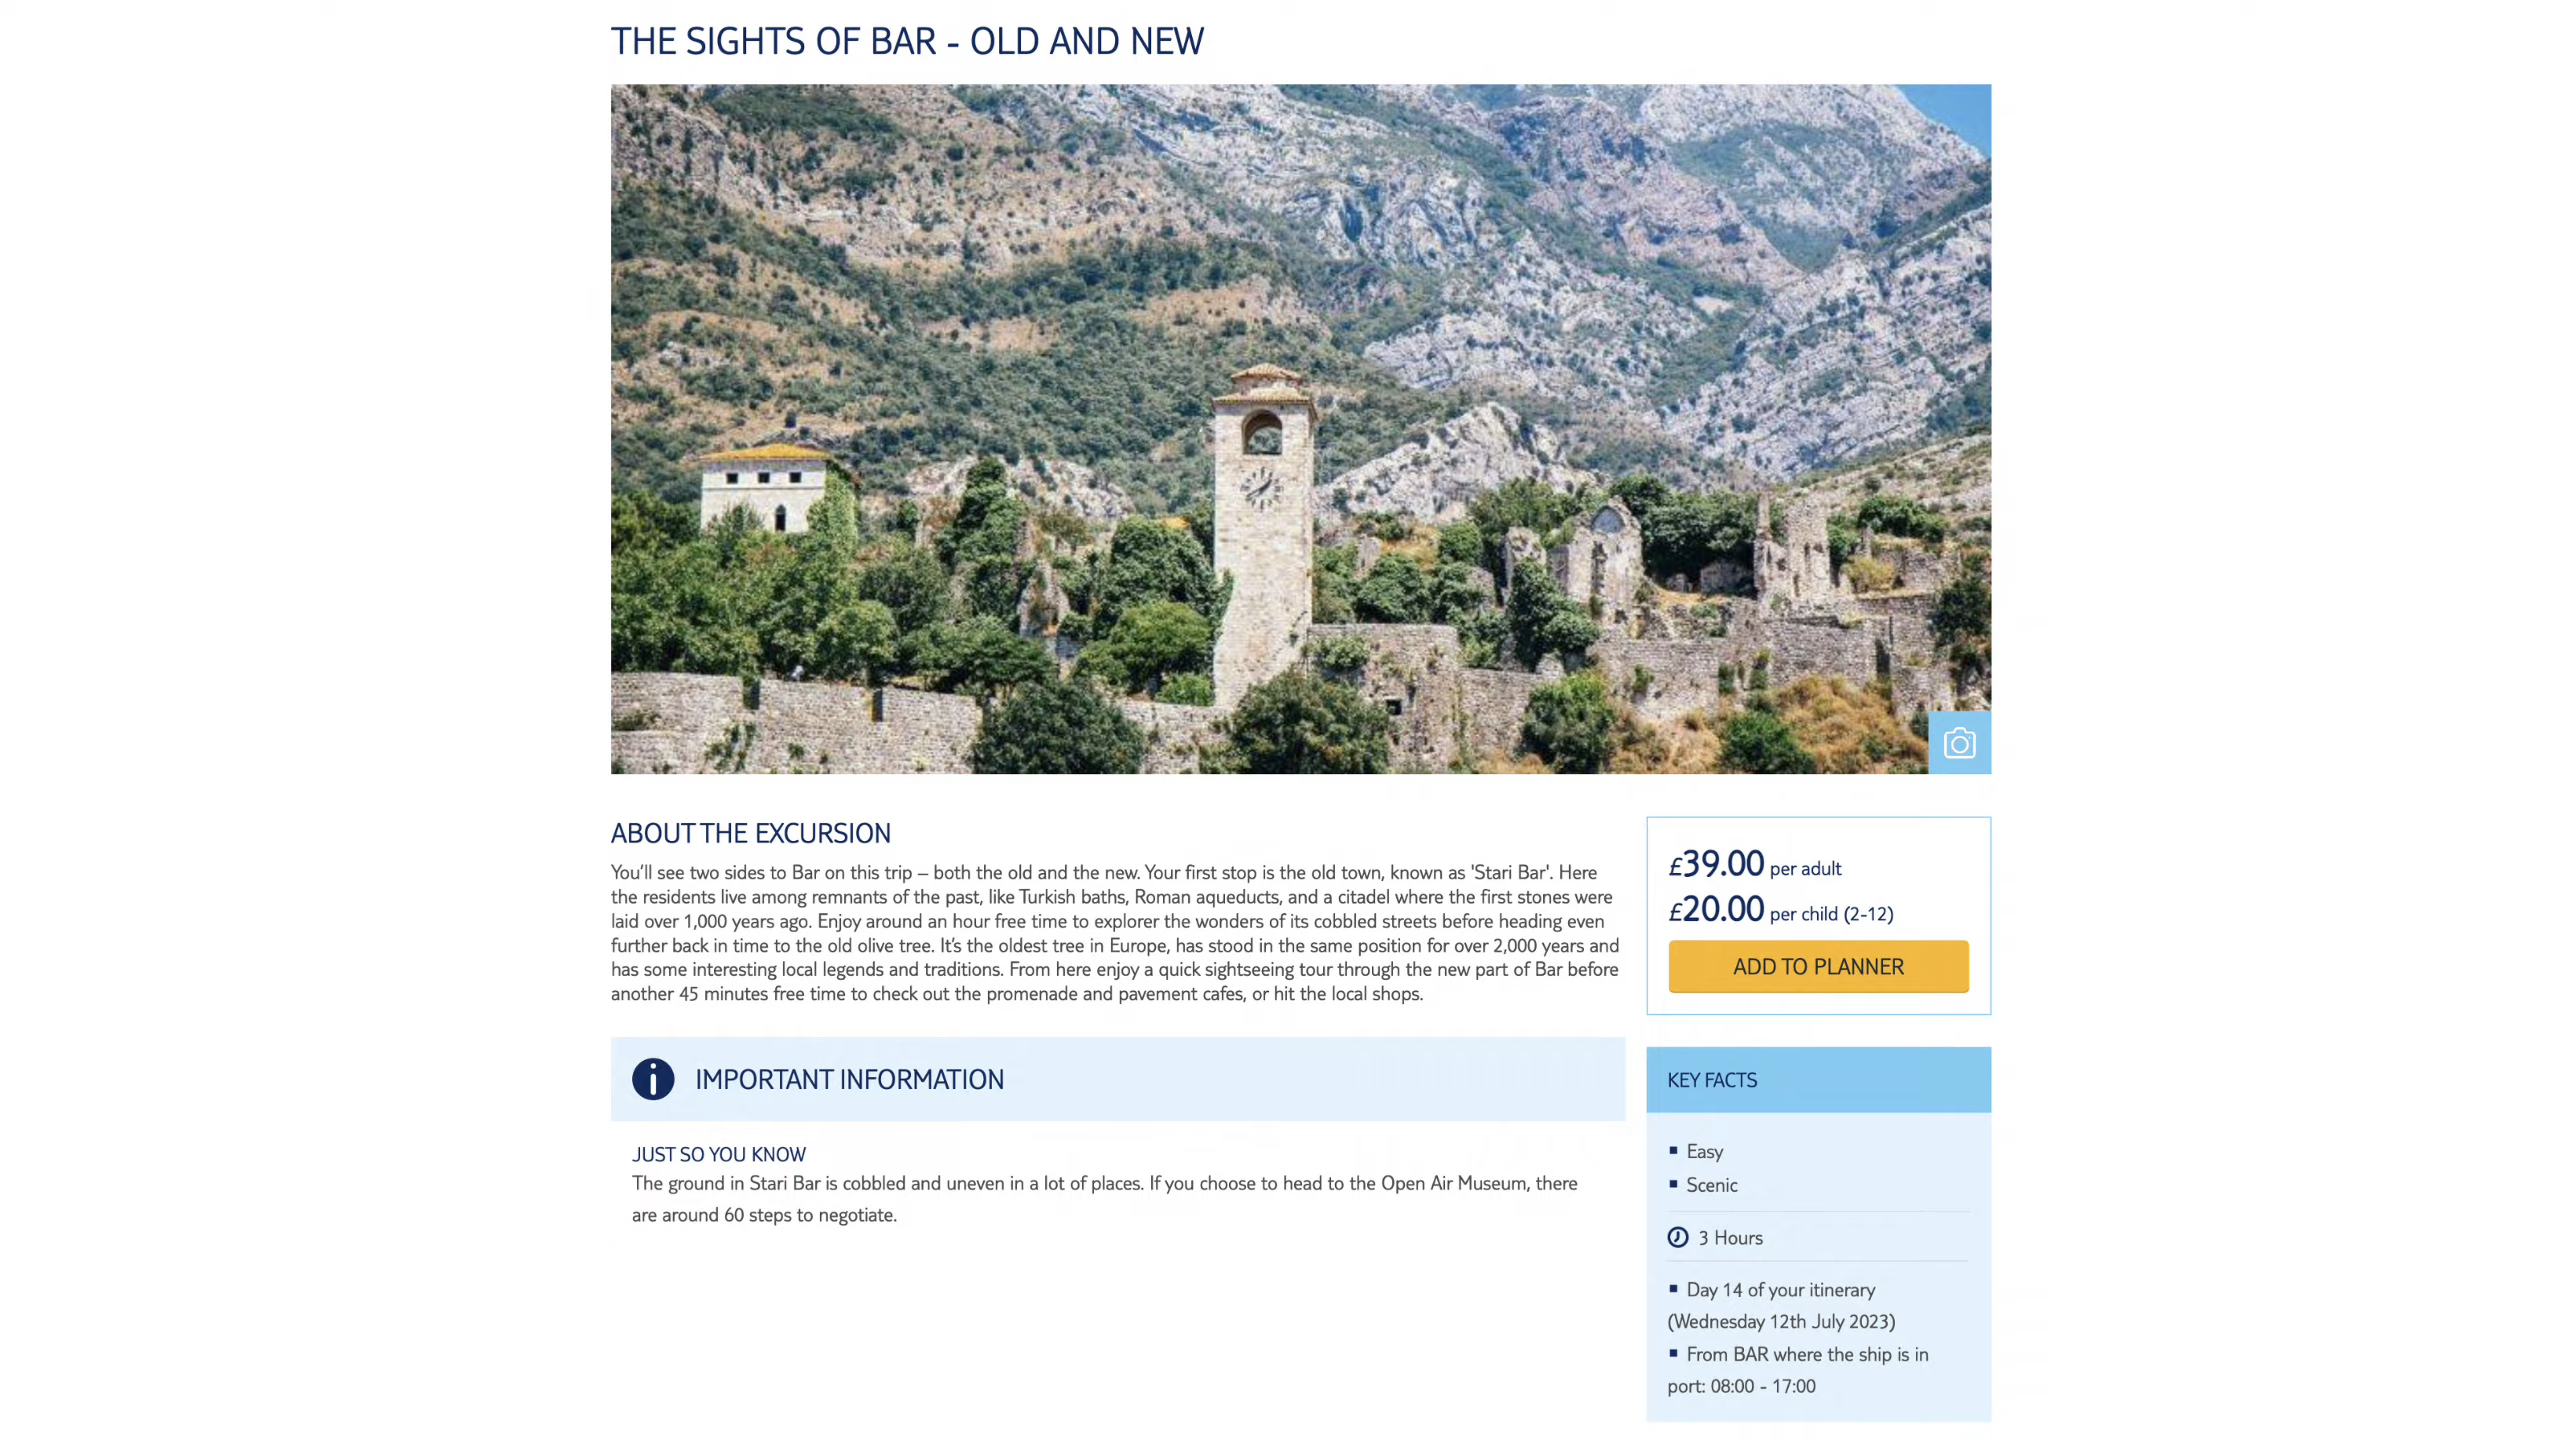 THE SIGHTS OF BAR - OLD AND NEW
ABOUT THE EXCURSION
You'll see two sides to Bar on this trip – both the old and the new. Your first stop is the old town, known as 'Stari Bar'. Here
the residents live among remnants of the past, like Turkish baths, Roman aqueducts, and a citadel where the first stones were
laid over 1,000 years ago. Enjoy around an hour free time to explorer the wonders of its cobbled streets before heading even
further back in time to the old olive tree. It's the oldest tree in Europe, has stood in the same position for over 2,000 years and
has some interesting local legends and traditions. From here enjoy a quick sightseeing tour through the new part of Bar before
another 45 minutes free time to check out the promenade and pavement cafes, or hit the local shops.
IMPORTANT INFORMATION
JUST SO YOU KNOW
The ground in Stari Bar is cobbled and uneven in a lot of places. If you choose to head to the Open Air Museum, there
are around 60 steps to negotiate.
£39.00 per adult
£20.00 per child (2-12)
ADD TO PLANNER
KEY FACTS
▪ Easy
▪ Scenic
3 Hours
▪ Day 14 of your itinerary
(Wednesday 12th July 2023)
▪ From BAR where the ship is in
port: 08:00 - 17:00